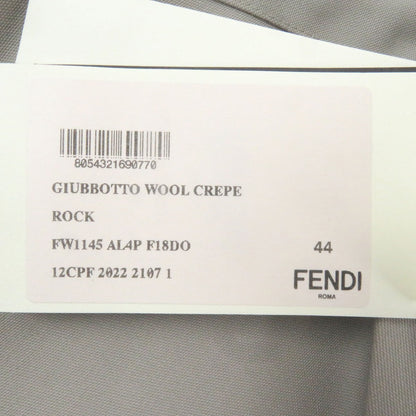 8054321690770
GIUBBOTTO WOOL CREPE
ROCK
FW1145 AL4P F18DO
44
12CPF 2022 2107 1
FENDI
ROMA